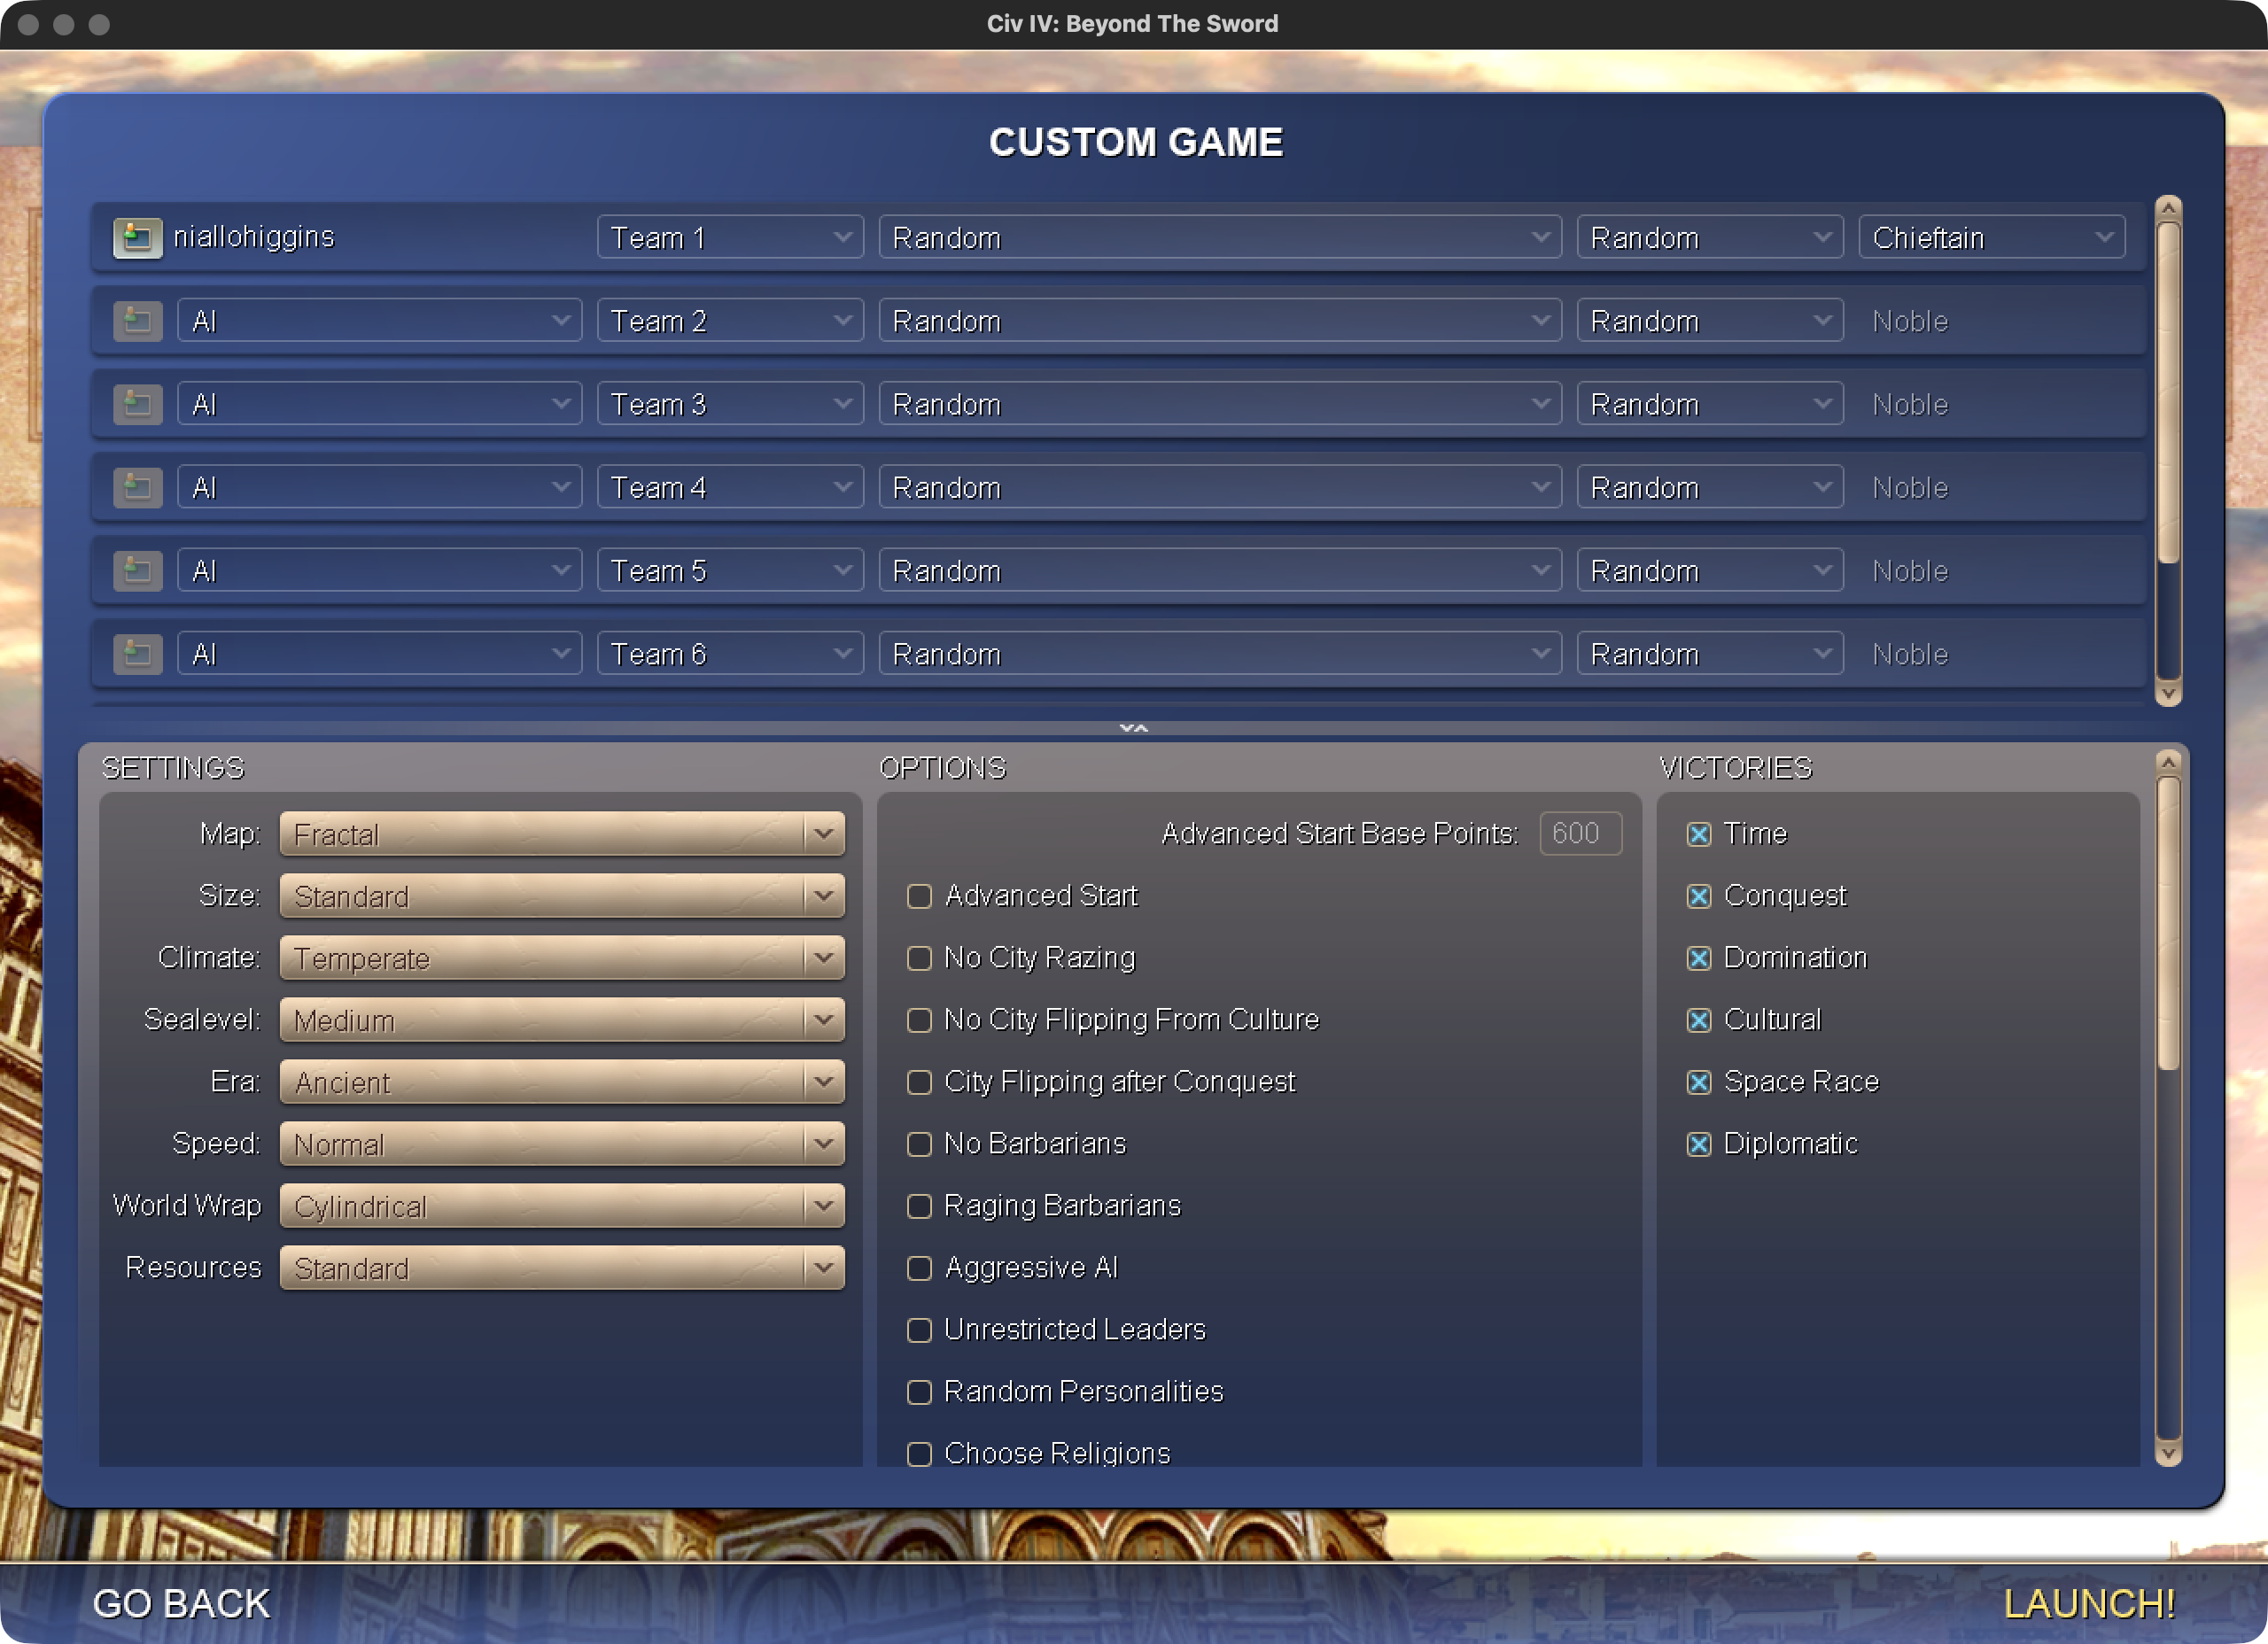 Civ IV: Beyond The Sword
CUSTOM GAME
niallohiggins Team 1 Random Random Chieftain
AI Team 2 Random Random Noble
AI Team 3 Random Random Noble
AI Team 4 Random Random Noble
AI Team 5 Random Random Noble
AI Team 6 Random Random Noble
SETTINGS
Map: Fractal
Size: Standard
Climate: Temperate
Sealevel: Medium
Era: Ancient
Speed: Normal
World Wrap Cylindrical
Resources Standard
OPTIONS
Advanced Start Base Points: 600
Advanced Start
No City Razing
No City Flipping From Culture
City Flipping after Conquest
No Barbarians
Raging Barbarians
Aggressive AI
Unrestricted Leaders
Random Personalities
Choose Religions
VICTORIES
Time
Conquest
Domination
Cultural
Space Race
Diplomatic
GO BACK
LAUNCH!